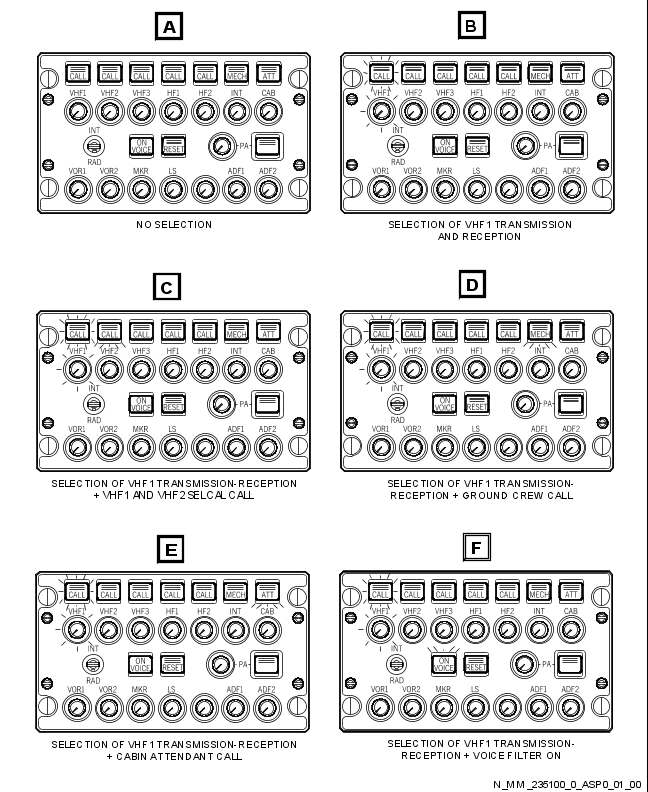 A
CALL CALL CALL CALL CALL MECH ATT
VHF1 VHF2 VHF3 HF1 HF2 INT CAB
INT
ON VOICE RESET PA
RAD
VOR1 VOR2 MKR LS ADF1 ADF2
NO SELECTION
B
CALL CALL CALL CALL CALL MECH ATT
VHF1 VHF2 VHF3 HF1 HF2 INT CAB
INT
ON VOICE RESET PA
RAD
VOR1 VOR2 MKR LS ADF1 ADF2
SELECTION OF VHF1 TRANSMISSION
AND RECEPTION
C
CALL CALL CALL CALL CALL MECH ATT
VHF1 VHF2 VHF3 HF1 HF2 INT CAB
INT
ON VOICE RESET PA
RAD
VOR1 VOR2 MKR LS ADF1 ADF2
SELECTION OF VHF1 TRANSMISSION-RECEPTION
+ VHF1 AND VHF2 SELCAL CALL
D
CALL CALL CALL CALL CALL MECH ATT
VHF1 VHF2 VHF3 HF1 HF2 INT CAB
INT
ON VOICE RESET PA
RAD
VOR1 VOR2 MKR LS ADF1 ADF2
SELECTION OF VHF1 TRANSMISSION-
RECEPTION + GROUND CREW CALL
E
CALL CALL CALL CALL CALL MECH ATT
VHF1 VHF2 VHF3 HF1 HF2 INT CAB
INT
ON VOICE RESET PA
RAD
VOR1 VOR2 MKR LS ADF1 ADF2
SELECTION OF VHF1 TRANSMISSION-RECEPTION
+ CABIN ATTENDANT CALL
F
CALL CALL CALL CALL CALL MECH ATT
VHF1 VHF2 VHF3 HF1 HF2 INT CAB
INT
ON VOICE RESET PA
RAD
VOR1 VOR2 MKR LS ADF1 ADF2
SELECTION OF VHF1 TRANSMISSION-
RECEPTION + VOICE FILTER ON
N_MM_235100_0_ASP0_01_00